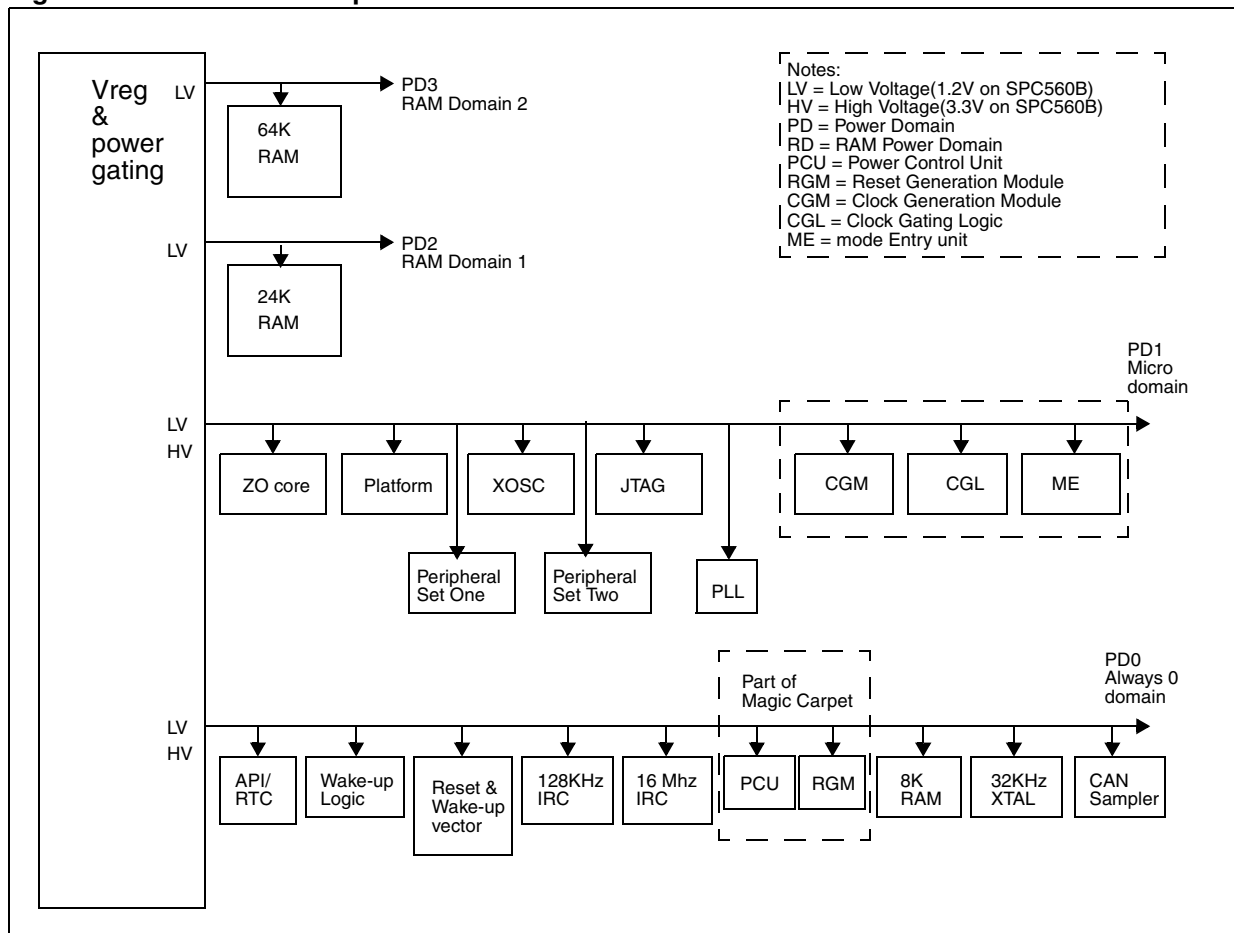 Vreg
&
power
gating
LV
PD3
RAM Domain 2
64K
RAM
Notes:
LV = Low Voltage(1.2V on SPC560B)
HV = High Voltage(3.3V on SPC560B)
PD = Power Domain
RD = RAM Power Domain
PCU = Power Control Unit
RGM = Reset Generation Module
CGM = Clock Generation Module
CGL = Clock Gating Logic
ME = mode Entry unit
LV
PD2
RAM Domain 1
24K
RAM
PD1
Micro
domain
LV
HV
ZO core
Platform
XOSC
JTAG
CGM
CGL
ME
Peripheral
Set One
Peripheral
Set Two
PLL
PD0
Always 0
domain
Part of
Magic Carpet
LV
HV
API/
RTC
Wake-up
Logic
Reset &
Wake-up
vector
128KHz
IRC
16 Mhz
IRC
PCU
RGM
8K
RAM
32KHz
XTAL
CAN
Sampler